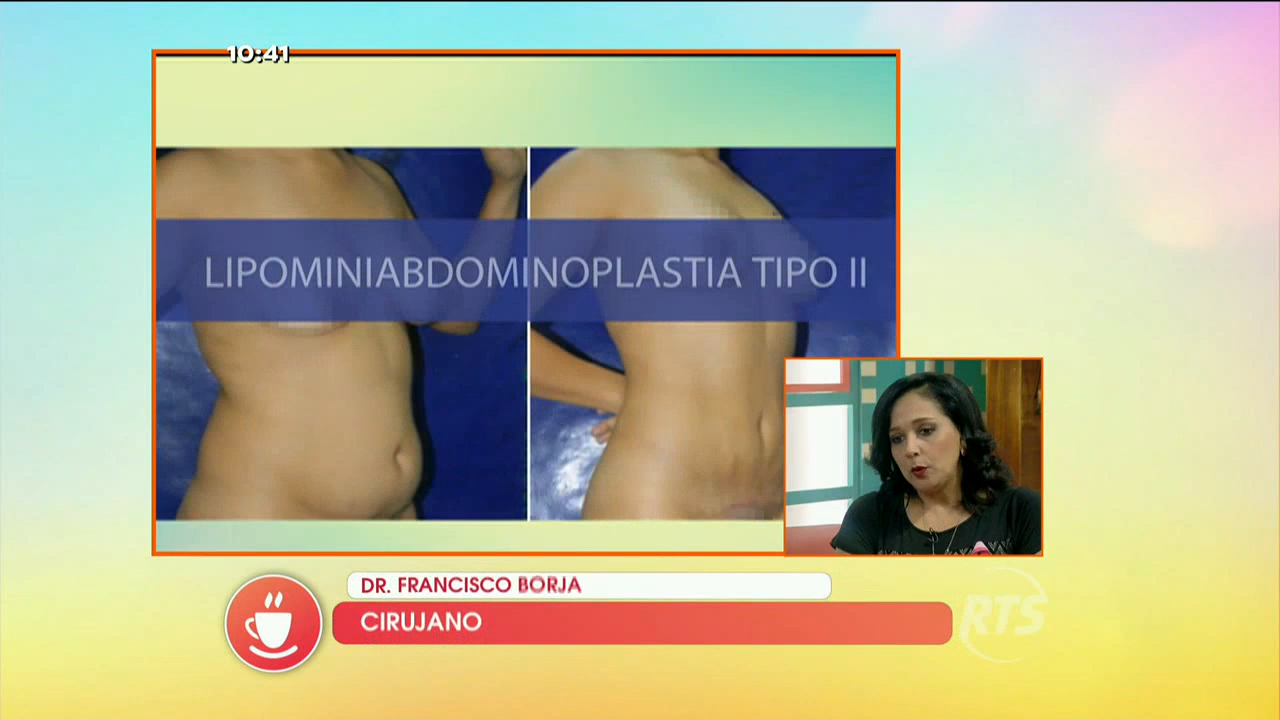 10:41
LIPOMINIABDOMINOPLASTIA TIPO II
DR. FRANCISCO BORJA
CIRUJANO
RTS